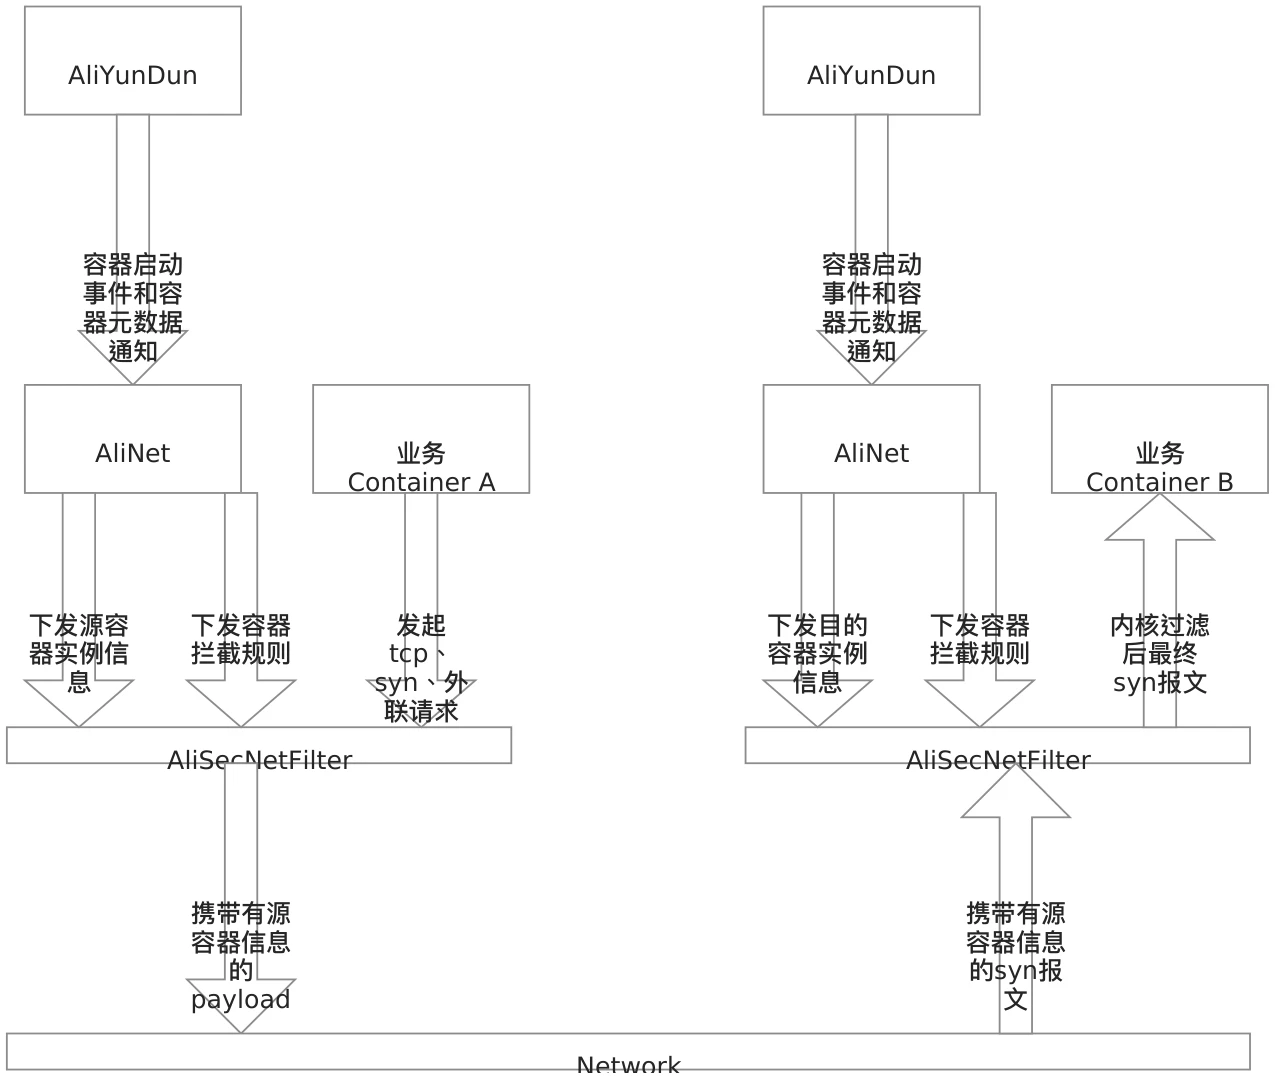 AliYunDun
AliYunDun
容器启动
事件和容
器元数据
通知
容器启动
事件和容
器元数据
通知
AliNet
业务
Container A
AliNet
业务
Container B
下发源容
器实例信
息
下发容器
拦截规则
发起
tcp、
syn、外
联请求
下发目的
容器实例
信息
下发容器
拦截规则
内核过滤
后最终
syn报文
AliSecNetFilter
AliSecNetFilter
携带有源
容器信息
的
payload
携带有源
容器信息
的syn报
文
Network